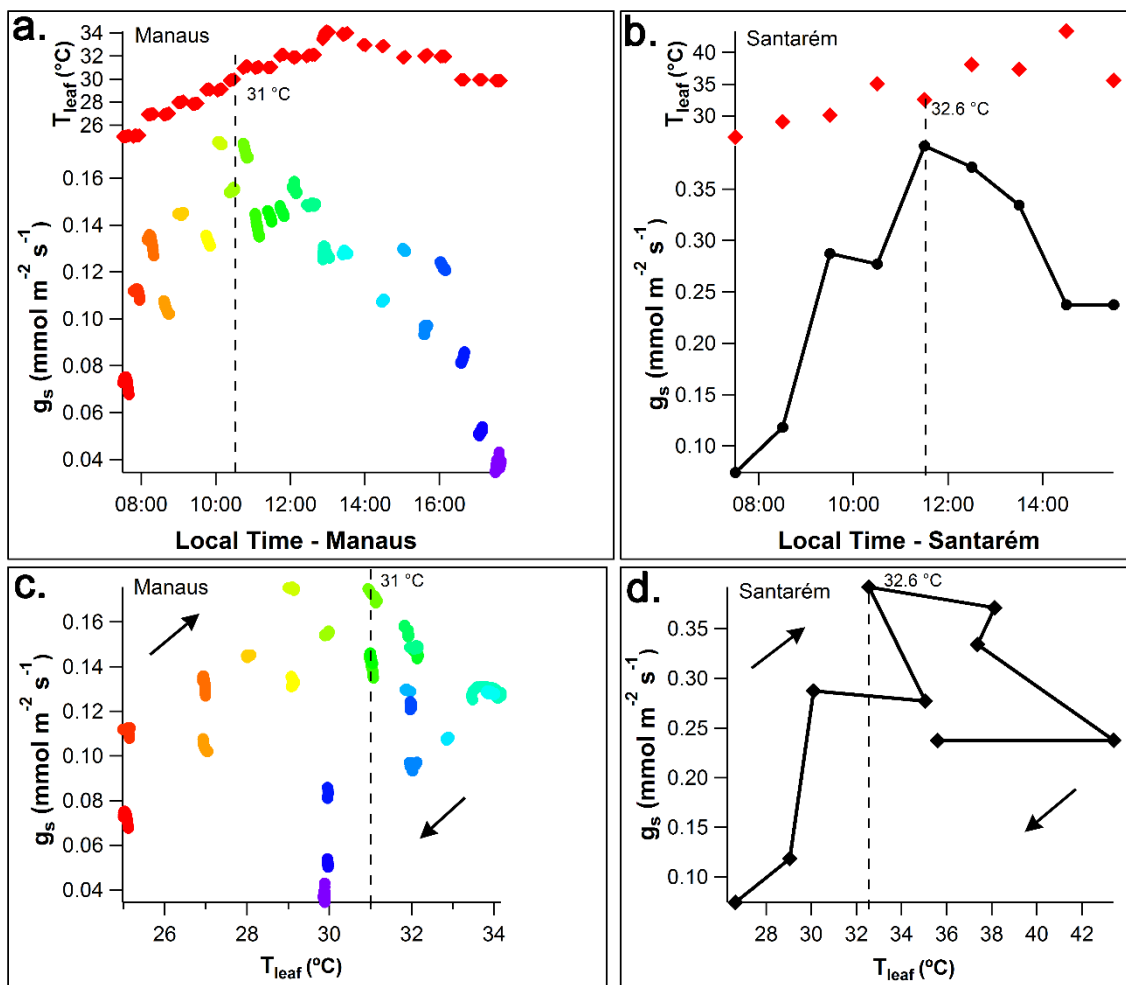 a.
Manaus
34
32
30
28
26
T_leaf (°C)
31 °C
0.16
0.14
0.12
0.10
0.08
0.06
0.04
g_s (mmol m⁻² s⁻¹)
08:00 10:00 12:00 14:00 16:00
Local Time - Manaus
b.
Santarém
40
35
30
T_leaf (°C)
32.6 °C
0.35
0.30
0.25
0.20
0.15
0.10
g_s (mmol m⁻² s⁻¹)
08:00 10:00 12:00 14:00
Local Time - Santarém
c.
Manaus
31 °C
0.16
0.14
0.12
0.10
0.08
0.06
0.04
g_s (mmol m⁻² s⁻¹)
26 28 30 32 34
T_leaf (ºC)
d.
Santarém
32.6 °C
0.35
0.30
0.25
0.20
0.15
0.10
g_s (mmol m⁻² s⁻¹)
28 30 32 34 36 38 40 42
T_leaf (ºC)